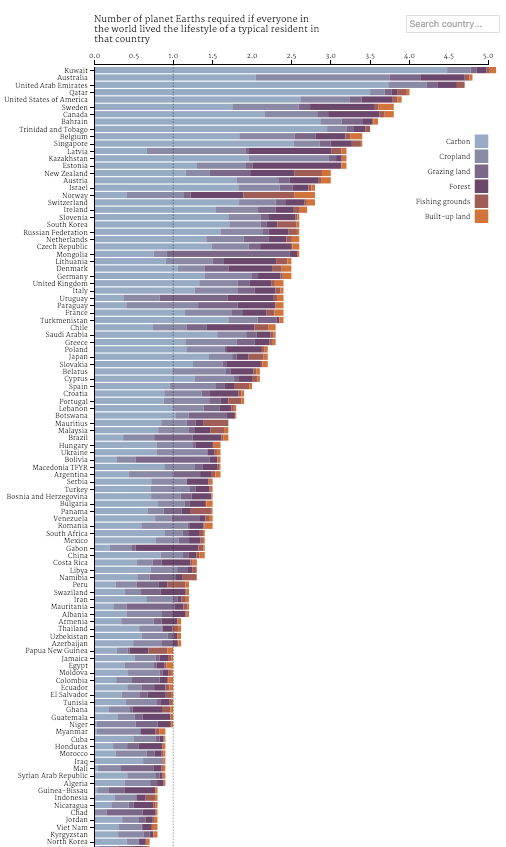 Number of planet Earths required if everyone in
the world lived the lifestyle of a typical resident in
that country
Search country...
0.0 0.5 1.0 1.5 2.0 2.5 3.0 3.5 4.0 4.5 5.0
Kuwait
Australia
United Arab Emirates
Qatar
United States of America
Sweden
Canada
Bahrain
Trinidad and Tobago
Belgium
Singapore
Latvia
Kazakhstan
Estonia
New Zealand
Austria
Israel
Norway
Switzerland
Ireland
Slovenia
South Korea
Russian Federation
Netherlands
Czech Republic
Mongolia
Lithuania
Denmark
Germany
United Kingdom
Italy
Uruguay
Paraguay
France
Turkmenistan
Chile
Saudi Arabia
Greece
Poland
Japan
Slovakia
Belarus
Cyprus
Spain
Croatia
Portugal
Lebanon
Botswana
Mauritius
Malaysia
Brazil
Hungary
Ukraine
Bolivia
Macedonia TFYR
Argentina
Serbia
Turkey
Bosnia and Herzegovina
Bulgaria
Panama
Venezuela
Romania
South Africa
Mexico
Gabon
China
Costa Rica
Libya
Namibia
Peru
Swaziland
Iran
Mauritania
Albania
Armenia
Thailand
Uzbekistan
Azerbaijan
Papua New Guinea
Jamaica
Egypt
Moldova
Colombia
Ecuador
El Salvador
Tunisia
Ghana
Guatemala
Niger
Myanmar
Cuba
Honduras
Morocco
Iraq
Mali
Syrian Arab Republic
Algeria
Guinea-Bissau
Indonesia
Nicaragua
Chad
Jordan
Viet Nam
Kyrgyzstan
North Korea
Carbon
Cropland
Grazing land
Forest
Fishing grounds
Built-up land